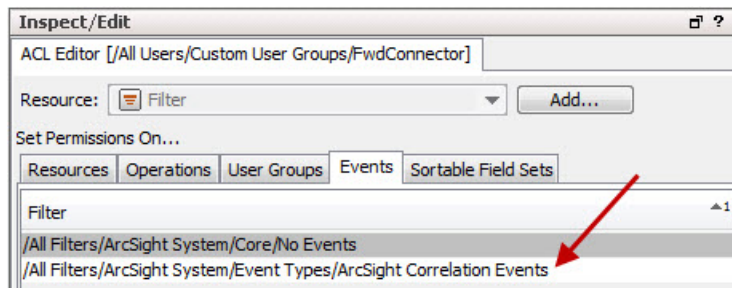 Inspect/Edit ?
ACL Editor [/All Users/Custom User Groups/FwdConnector]
Resource: Filter Add...
Set Permissions On...
Resources Operations User Groups Events Sortable Field Sets
Filter 1
/All Filters/ArcSight System/Core/No Events
/All Filters/ArcSight System/Event Types/ArcSight Correlation Events